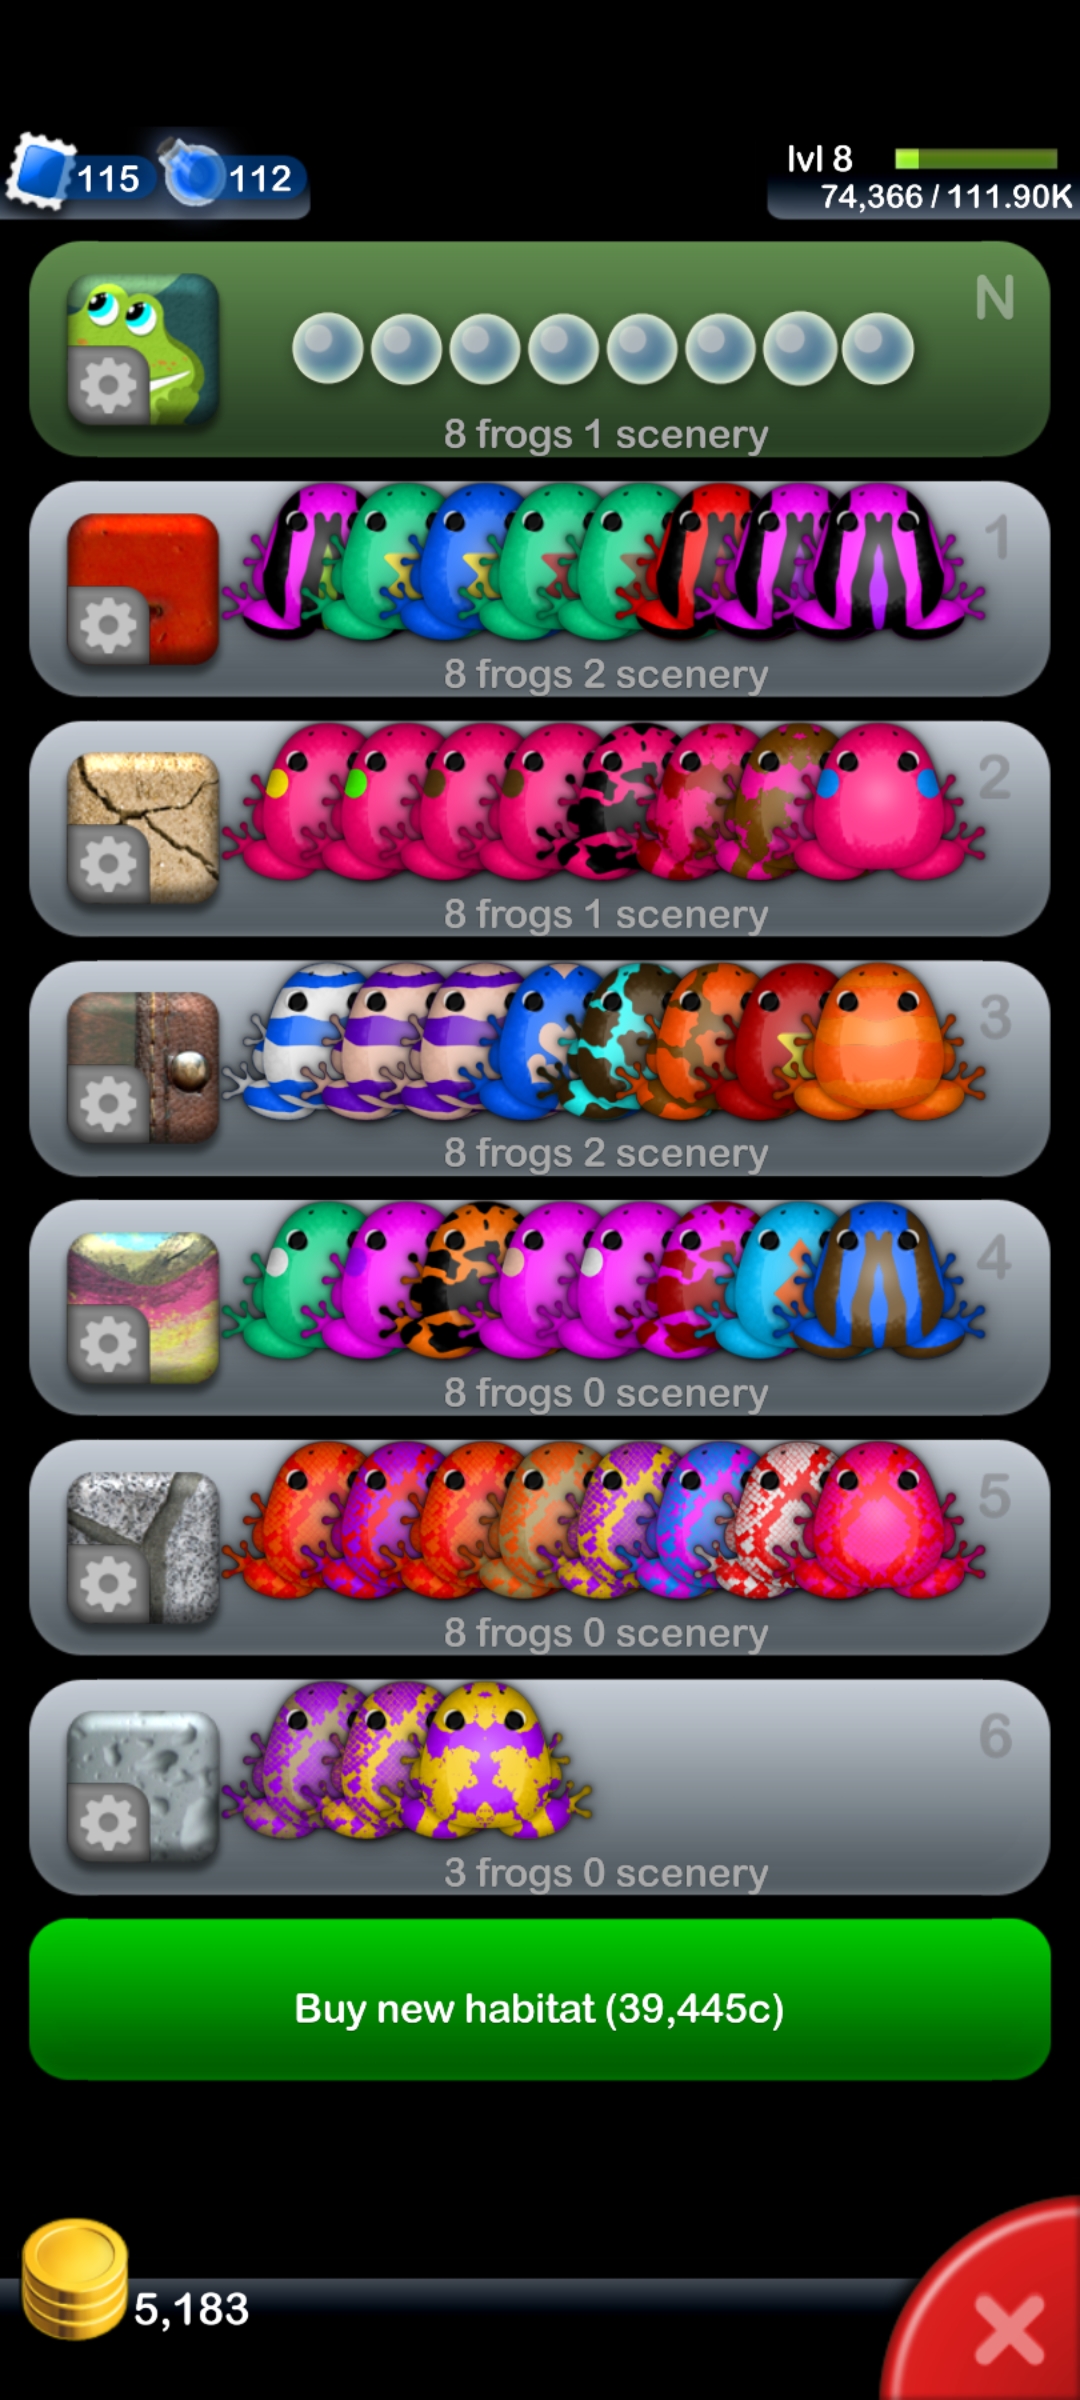 115 112
lvl 8
74,366 / 111.90K
N
8 frogs 1 scenery
1
8 frogs 2 scenery
2
8 frogs 1 scenery
3
8 frogs 2 scenery
4
8 frogs 0 scenery
5
8 frogs 0 scenery
6
3 frogs 0 scenery
Buy new habitat (39,445c)
5,183